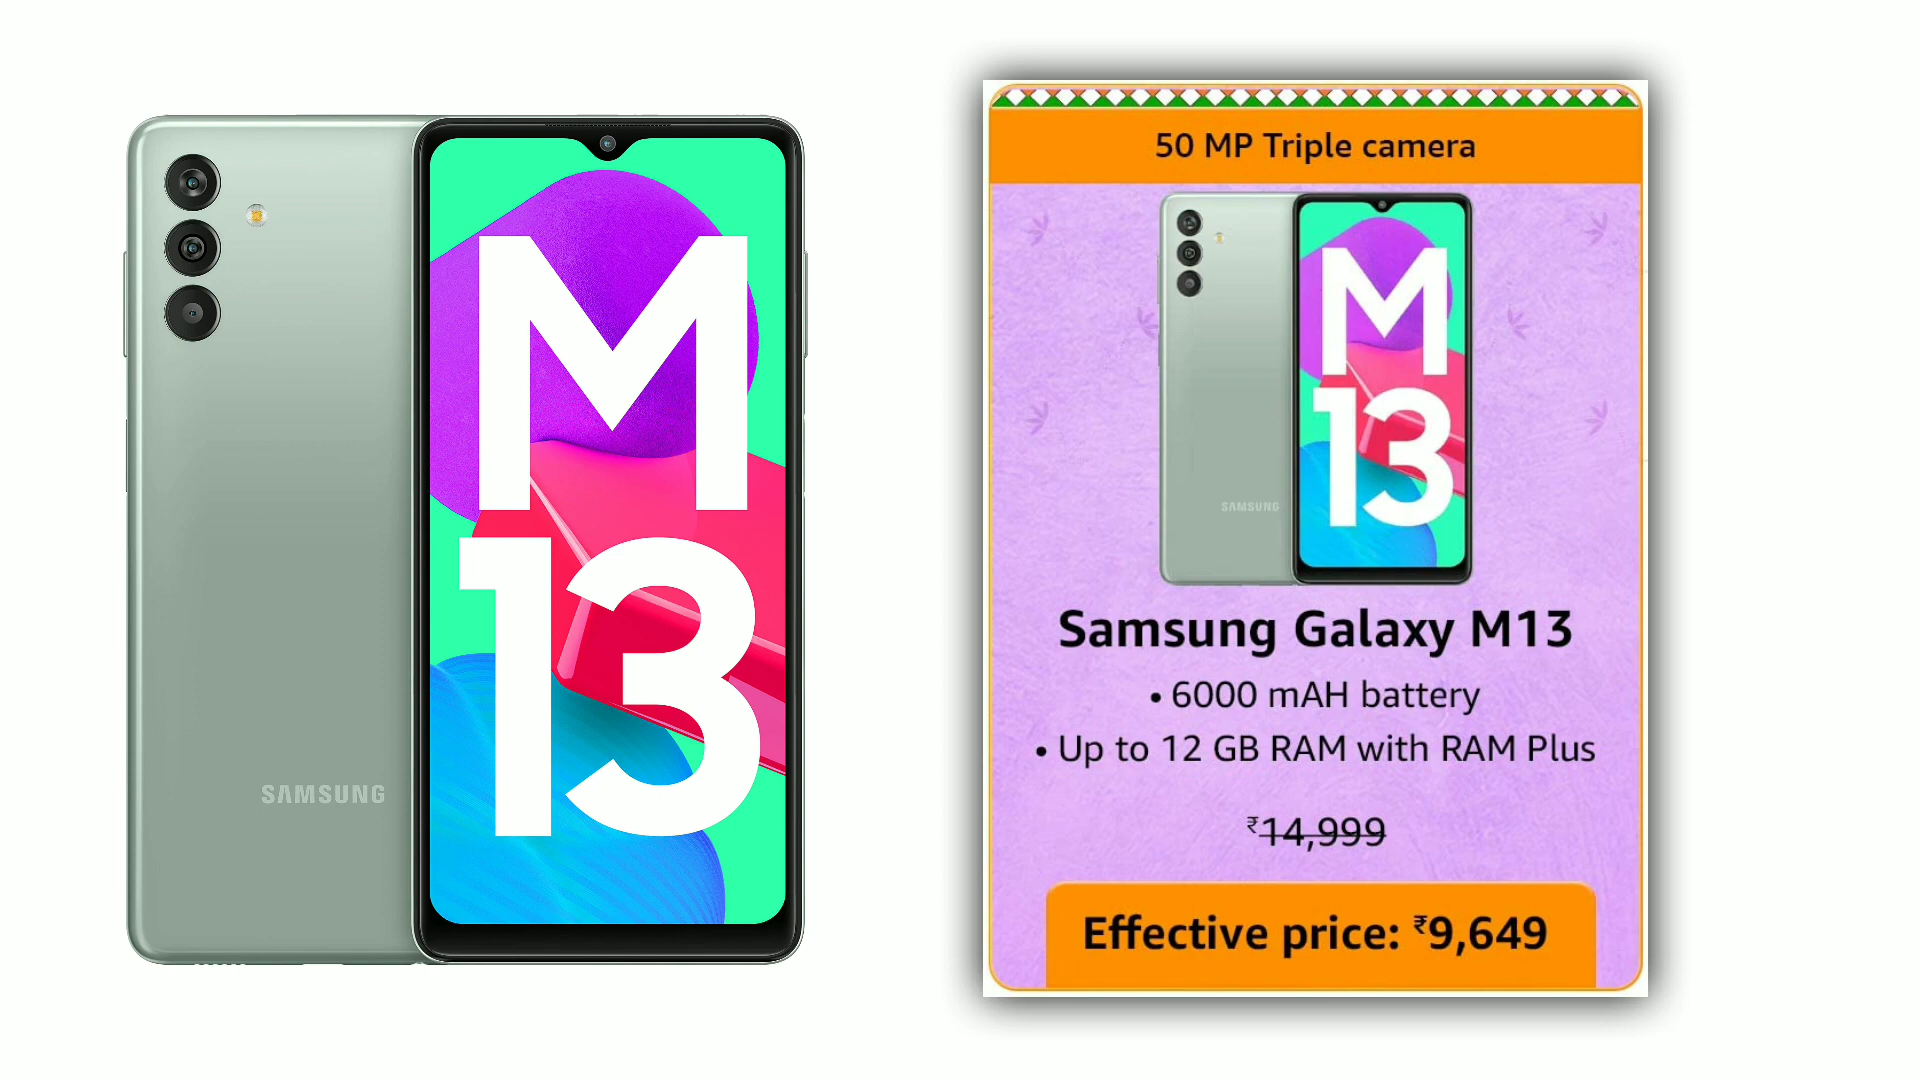 M
13
SAMSUNG
50 MP Triple camera
M
13
SAMSUNG
Samsung Galaxy M13
• 6000 mAH battery
• Up to 12 GB RAM with RAM Plus
₹14,999
Effective price: ₹9,649